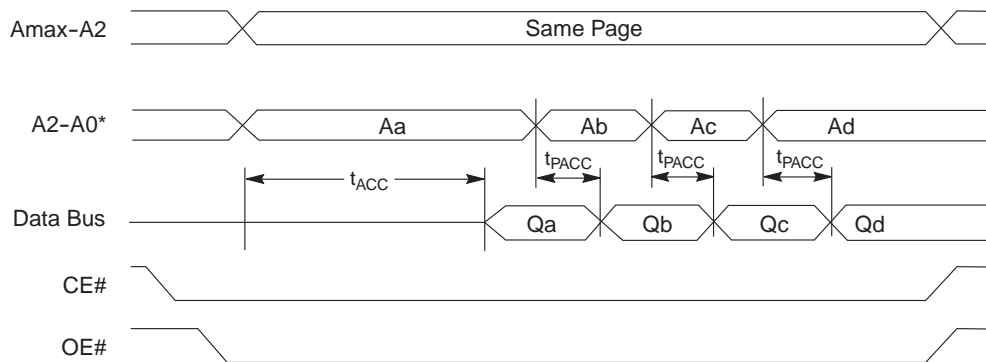 Amax-A2 Same Page
A2-A0* Aa Ab Ac Ad
tACC tPACC tPACC tPACC
Data Bus Qa Qb Qc Qd
CE#
OE#